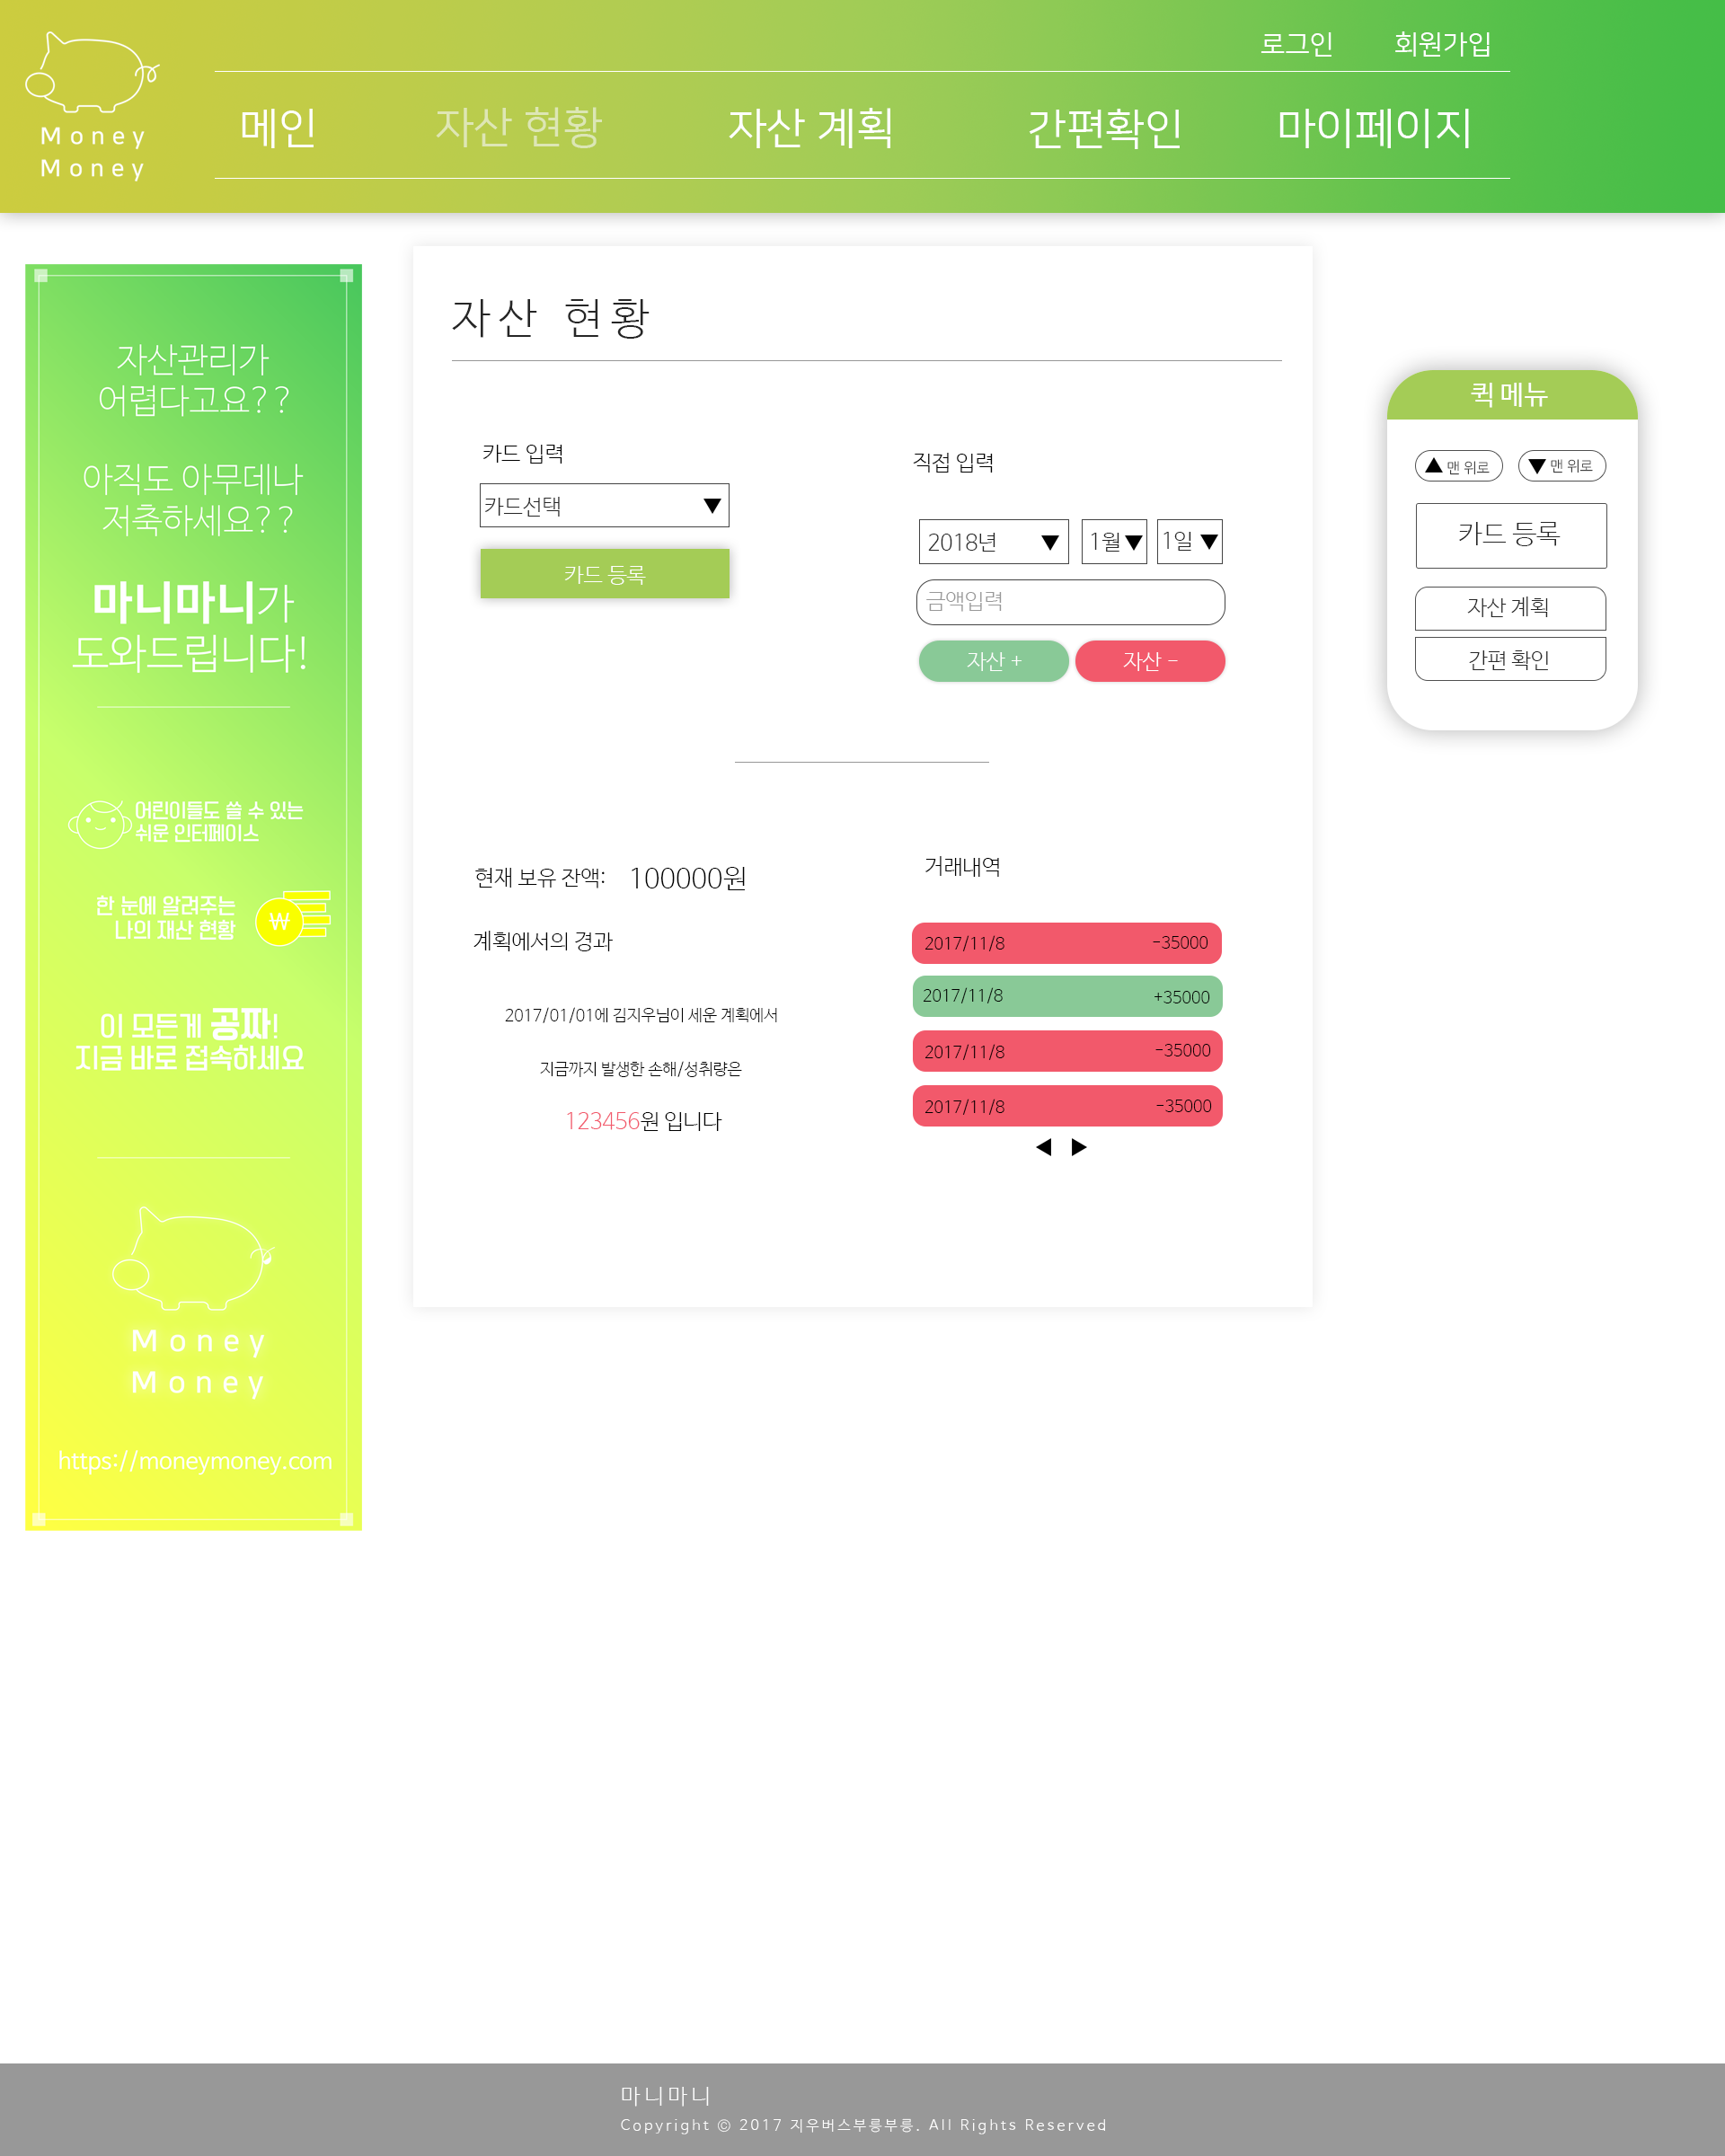 로그인 회원가입
Money
Money
메인 자산 현황 자산 계획 간편확인 마이페이지
자산관리가
어렵다고요??
아직도 아무데나
저축하세요??
마니마니가
도와드립니다!
어린이들도 쓸 수 있는
쉬운 인터페이스
한 눈에 알려주는
나의 재산 현황
₩
이 모든게 공짜!
지금 바로 접속하세요
Money
Money
https://moneymoney.com
자산 현황
카드 입력
카드선택 ▼
카드 등록
직접 입력
2018년 ▼ 1월 ▼ 1일 ▼
금액입력
자산 + 자산 -
현재 보유 잔액: 100000원
계획에서의 경과
2017/01/01에 김지우님이 세운 계획에서
지금까지 발생한 손해/성취량은
123456원 입니다
거래내역
2017/11/8 -35000
2017/11/8 +35000
2017/11/8 -35000
2017/11/8 -35000
◀ ▶
퀵 메뉴
▲ 맨 위로 ▼ 맨 위로
카드 등록
자산 계획
간편 확인
마니마니
Copyright © 2017 지우버스부릉부릉. All Rights Reserved